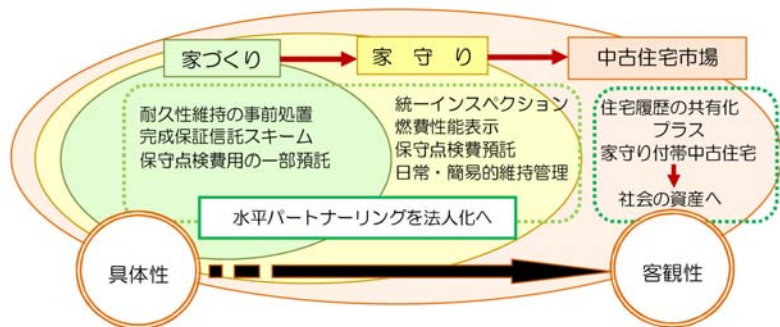 家づくり
家 守 り
中古住宅市場
耐久性維持の事前処置
完成保証信託スキーム
保守点検費用の一部預託
統一インスペクション
燃費性能表示
保守点検費預託
日常・簡易的維持管理
住宅履歴の共有化
プラス
家守り付帯中古住宅
社会の資産へ
水平パートナーリングを法人化へ
具体性
客観性